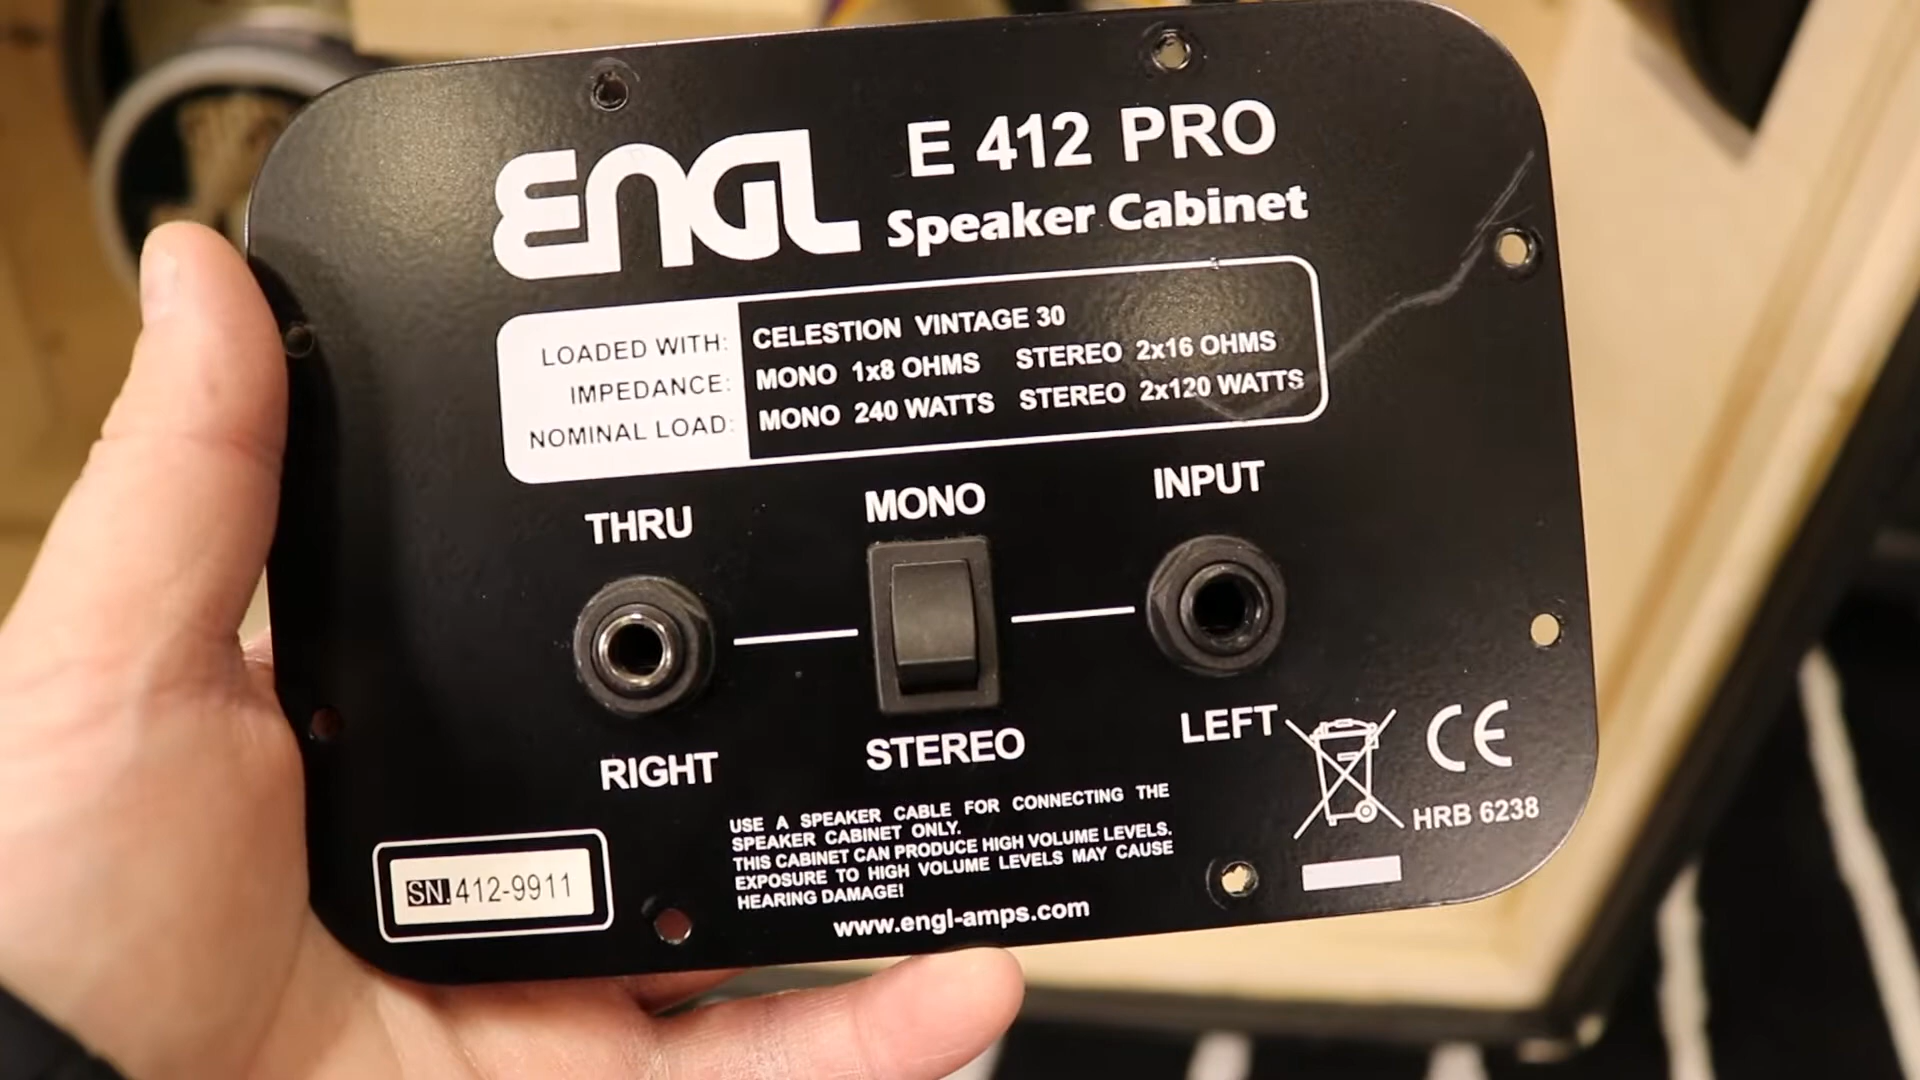 ENGL
E 412 PRO
Speaker Cabinet
LOADED WITH: CELESTION VINTAGE 30
IMPEDANCE: MONO 1x8 OHMS STEREO 2x16 OHMS
NOMINAL LOAD: MONO 240 WATTS STEREO 2x120 WATTS
THRU MONO INPUT
RIGHT STEREO LEFT
USE A SPEAKER CABLE FOR CONNECTING THE
SPEAKER CABINET ONLY.
THIS CABINET CAN PRODUCE HIGH VOLUME LEVELS.
EXPOSURE TO HIGH VOLUME LEVELS MAY CAUSE
HEARING DAMAGE!
www.engl-amps.com
SN.412-9911
CE
HRB 6238